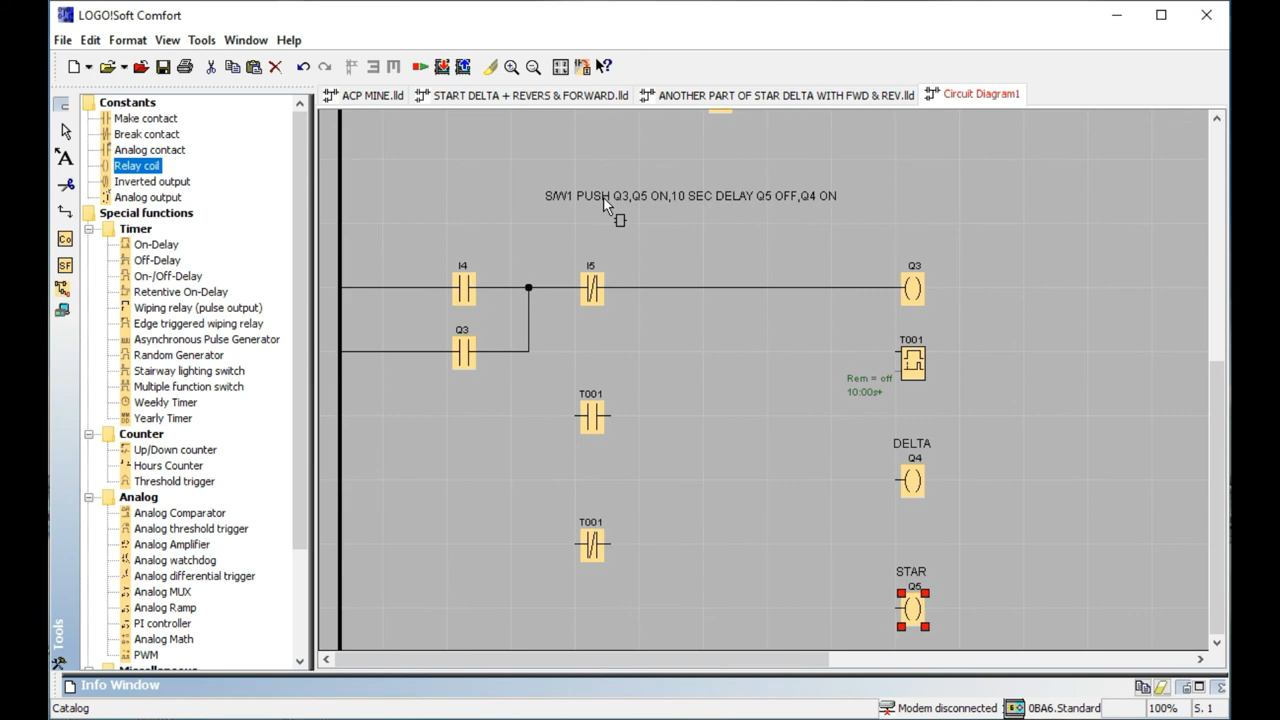 LOGO!Soft Comfort
File Edit Format View Tools Window Help
ACP MINE.lld START DELTA + REVERS & FORWARD.lld ANOTHER PART OF STAR DELTA WITH FWD & REV.lld Circuit Diagram1
Constants
Make contact
Break contact
Analog contact
Relay coil
Inverted output
Analog output
Special functions
Timer
On-Delay
Off-Delay
On-/Off-Delay
Retentive On-Delay
Wiping relay (pulse output)
Edge triggered wiping relay
Asynchronous Pulse Generator
Random Generator
Stairway lighting switch
Multiple function switch
Weekly Timer
Yearly Timer
Counter
Up/Down counter
Hours Counter
Threshold trigger
Analog
Analog Comparator
Analog threshold trigger
Analog Amplifier
Analog watchdog
Analog differential trigger
Analog MUX
Analog Ramp
PI controller
Analog Math
PWM
Co
SF
Tools
S/W1 PUSH Q3,Q5 ON,10 SEC DELAY Q5 OFF,Q4 ON
I4
I5
Q3
Q3
T001
Rem = off
10:00s+
T001
DELTA
Q4
T001
STAR
Q5
Info Window
Catalog
Modem disconnected 0BA6.Standard 100% S. 1